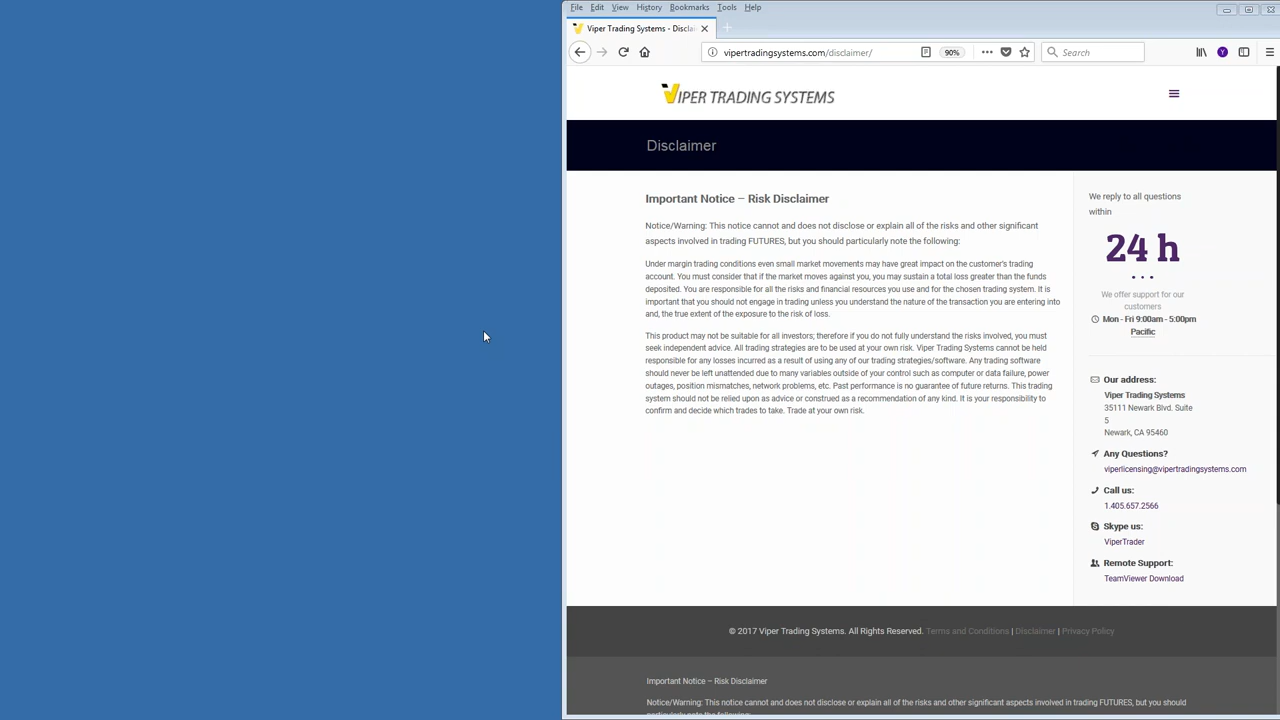 File Edit View History Bookmarks Tools Help
Viper Trading Systems - Disclai
vipertradingsystems.com/disclaimer/
90%
Search
VIPER TRADING SYSTEMS
Disclaimer
Important Notice – Risk Disclaimer
Notice/Warning: This notice cannot and does not disclose or explain all of the risks and other significant
aspects involved in trading FUTURES, but you should particularly note the following:
Under margin trading conditions even small market movements may have great impact on the customer's trading
account. You must consider that if the market moves against you, you may sustain a total loss greater than the funds
deposited. You are responsible for all the risks and financial resources you use and for the chosen trading system. It is
important that you should not engage in trading unless you understand the nature of the transaction you are entering into
and, the true extent of the exposure to the risk of loss.
This product may not be suitable for all investors; therefore if you do not fully understand the risks involved, you must
seek independent advice. All trading strategies are to be used at your own risk. Viper Trading Systems cannot be held
responsible for any losses incurred as a result of using any of our trading strategies/software. Any trading software
should never be left unattended due to many variables outside of your control such as computer or data failure, power
outages, position mismatches, network problems, etc. Past performance is no guarantee of future returns. This trading
system should not be relied upon as advice or construed as a recommendation of any kind. It is your responsibility to
confirm and decide which trades to take. Trade at your own risk.
We reply to all questions
within
24 h
We offer support for our
customers
Mon - Fri 9:00am - 5:00pm
Pacific
Our address:
Viper Trading Systems
35111 Newark Blvd. Suite
5
Newark, CA 95460
Any Questions?
viperlicensing@vipertradingsystems.com
Call us:
1.405.657.2566
Skype us:
ViperTrader
Remote Support:
TeamViewer Download
© 2017 Viper Trading Systems. All Rights Reserved. Terms and Conditions | Disclaimer | Privacy Policy
Important Notice – Risk Disclaimer
Notice/Warning: This notice cannot and does not disclose or explain all of the risks and other significant aspects involved in trading FUTURES, but you should
particularly note the following: